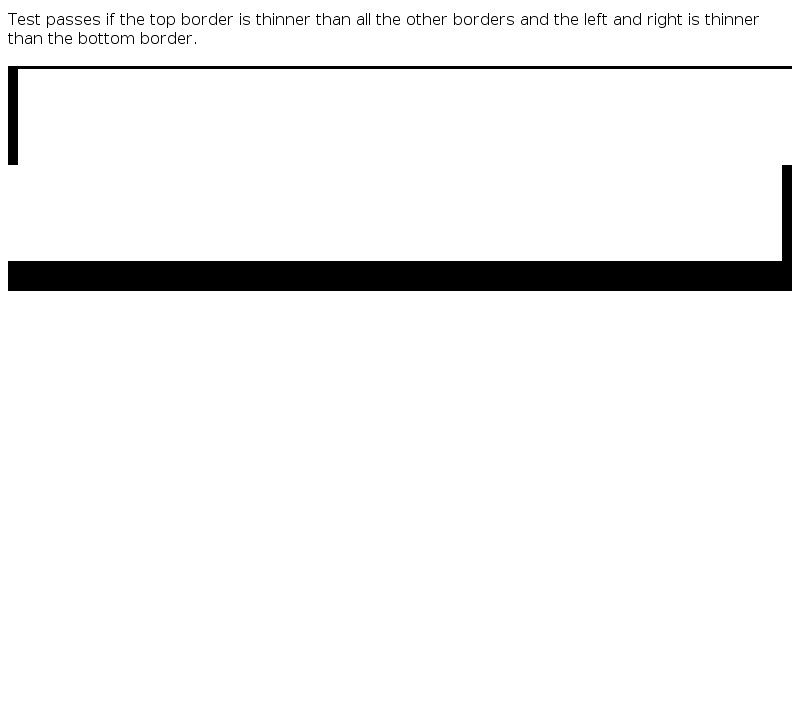 Test passes if the top border is thinner than all the other borders and the left and right is thinner
than the bottom border.